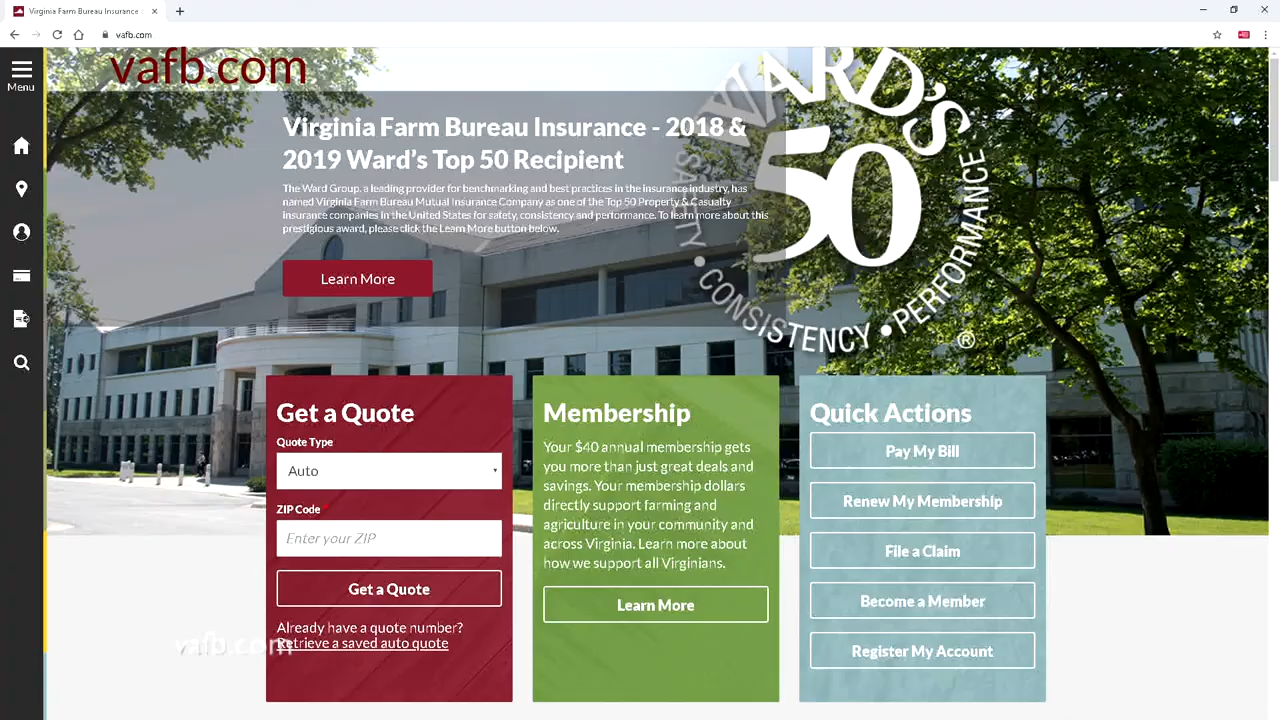 Virginia Farm Bureau Insurance
vafb.com
Menu
vafb.com
Virginia Farm Bureau Insurance - 2018 &
2019 Ward's Top 50 Recipient
The Ward Group, a leading provider for benchmarking and best practices in the insurance industry, has
named Virginia Farm Bureau Mutual Insurance Company as one of the Top 50 Property & Casualty
insurance companies in the United States for safety, consistency and performance. To learn more about this
prestigious award, please click the Learn More button below.
Learn More
WARD'S
50
SAFETY • CONSISTENCY • PERFORMANCE
®
Get a Quote
Quote Type
Auto
ZIP Code
Enter your ZIP
Get a Quote
Already have a quote number?
Retrieve a saved auto quote
vafb.com
Membership
Your $40 annual membership gets
you more than just great deals and
savings. Your membership dollars
directly support farming and
agriculture in your community and
across Virginia. Learn more about
how we support all Virginians.
Learn More
Quick Actions
Pay My Bill
Renew My Membership
File a Claim
Become a Member
Register My Account